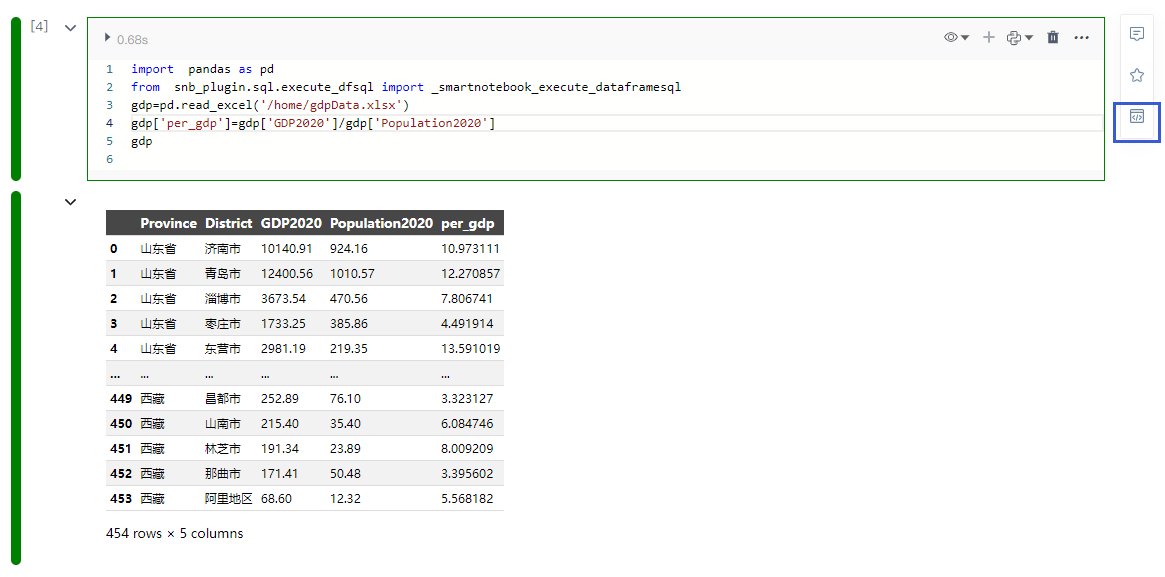 [4]
0.68s
1 import pandas as pd
2 from snb_plugin.sql.execute_dfsql import _smartnotebook_execute_dataframesql
3 gdp=pd.read_excel('/home/gdpData.xlsx')
4 gdp['per_gdp']=gdp['GDP2020']/gdp['Population2020']
5 gdp
6
Province District GDP2020 Population2020 per_gdp
0 山东省 济南市 10140.91 924.16 10.973111
1 山东省 青岛市 12400.56 1010.57 12.270857
2 山东省 淄博市 3673.54 470.56 7.806741
3 山东省 枣庄市 1733.25 385.86 4.491914
4 山东省 东营市 2981.19 219.35 13.591019
... ... ... ... ... ...
449 西藏 昌都市 252.89 76.10 3.323127
450 西藏 山南市 215.40 35.40 6.084746
451 西藏 林芝市 191.34 23.89 8.009209
452 西藏 那曲市 171.41 50.48 3.395602
453 西藏 阿里地区 68.60 12.32 5.568182
454 rows × 5 columns